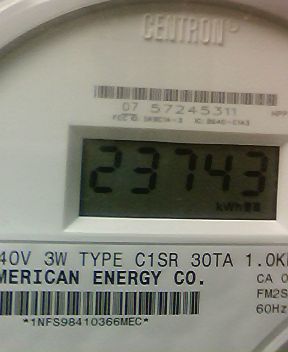 CENTRON®
07 57245311
23743
kWh
40V 3W TYPE C1SR 30TA 1.0K
MERICAN ENERGY CO.
CA 0
FM2S
60Hz
*1NFS98410366MEC*